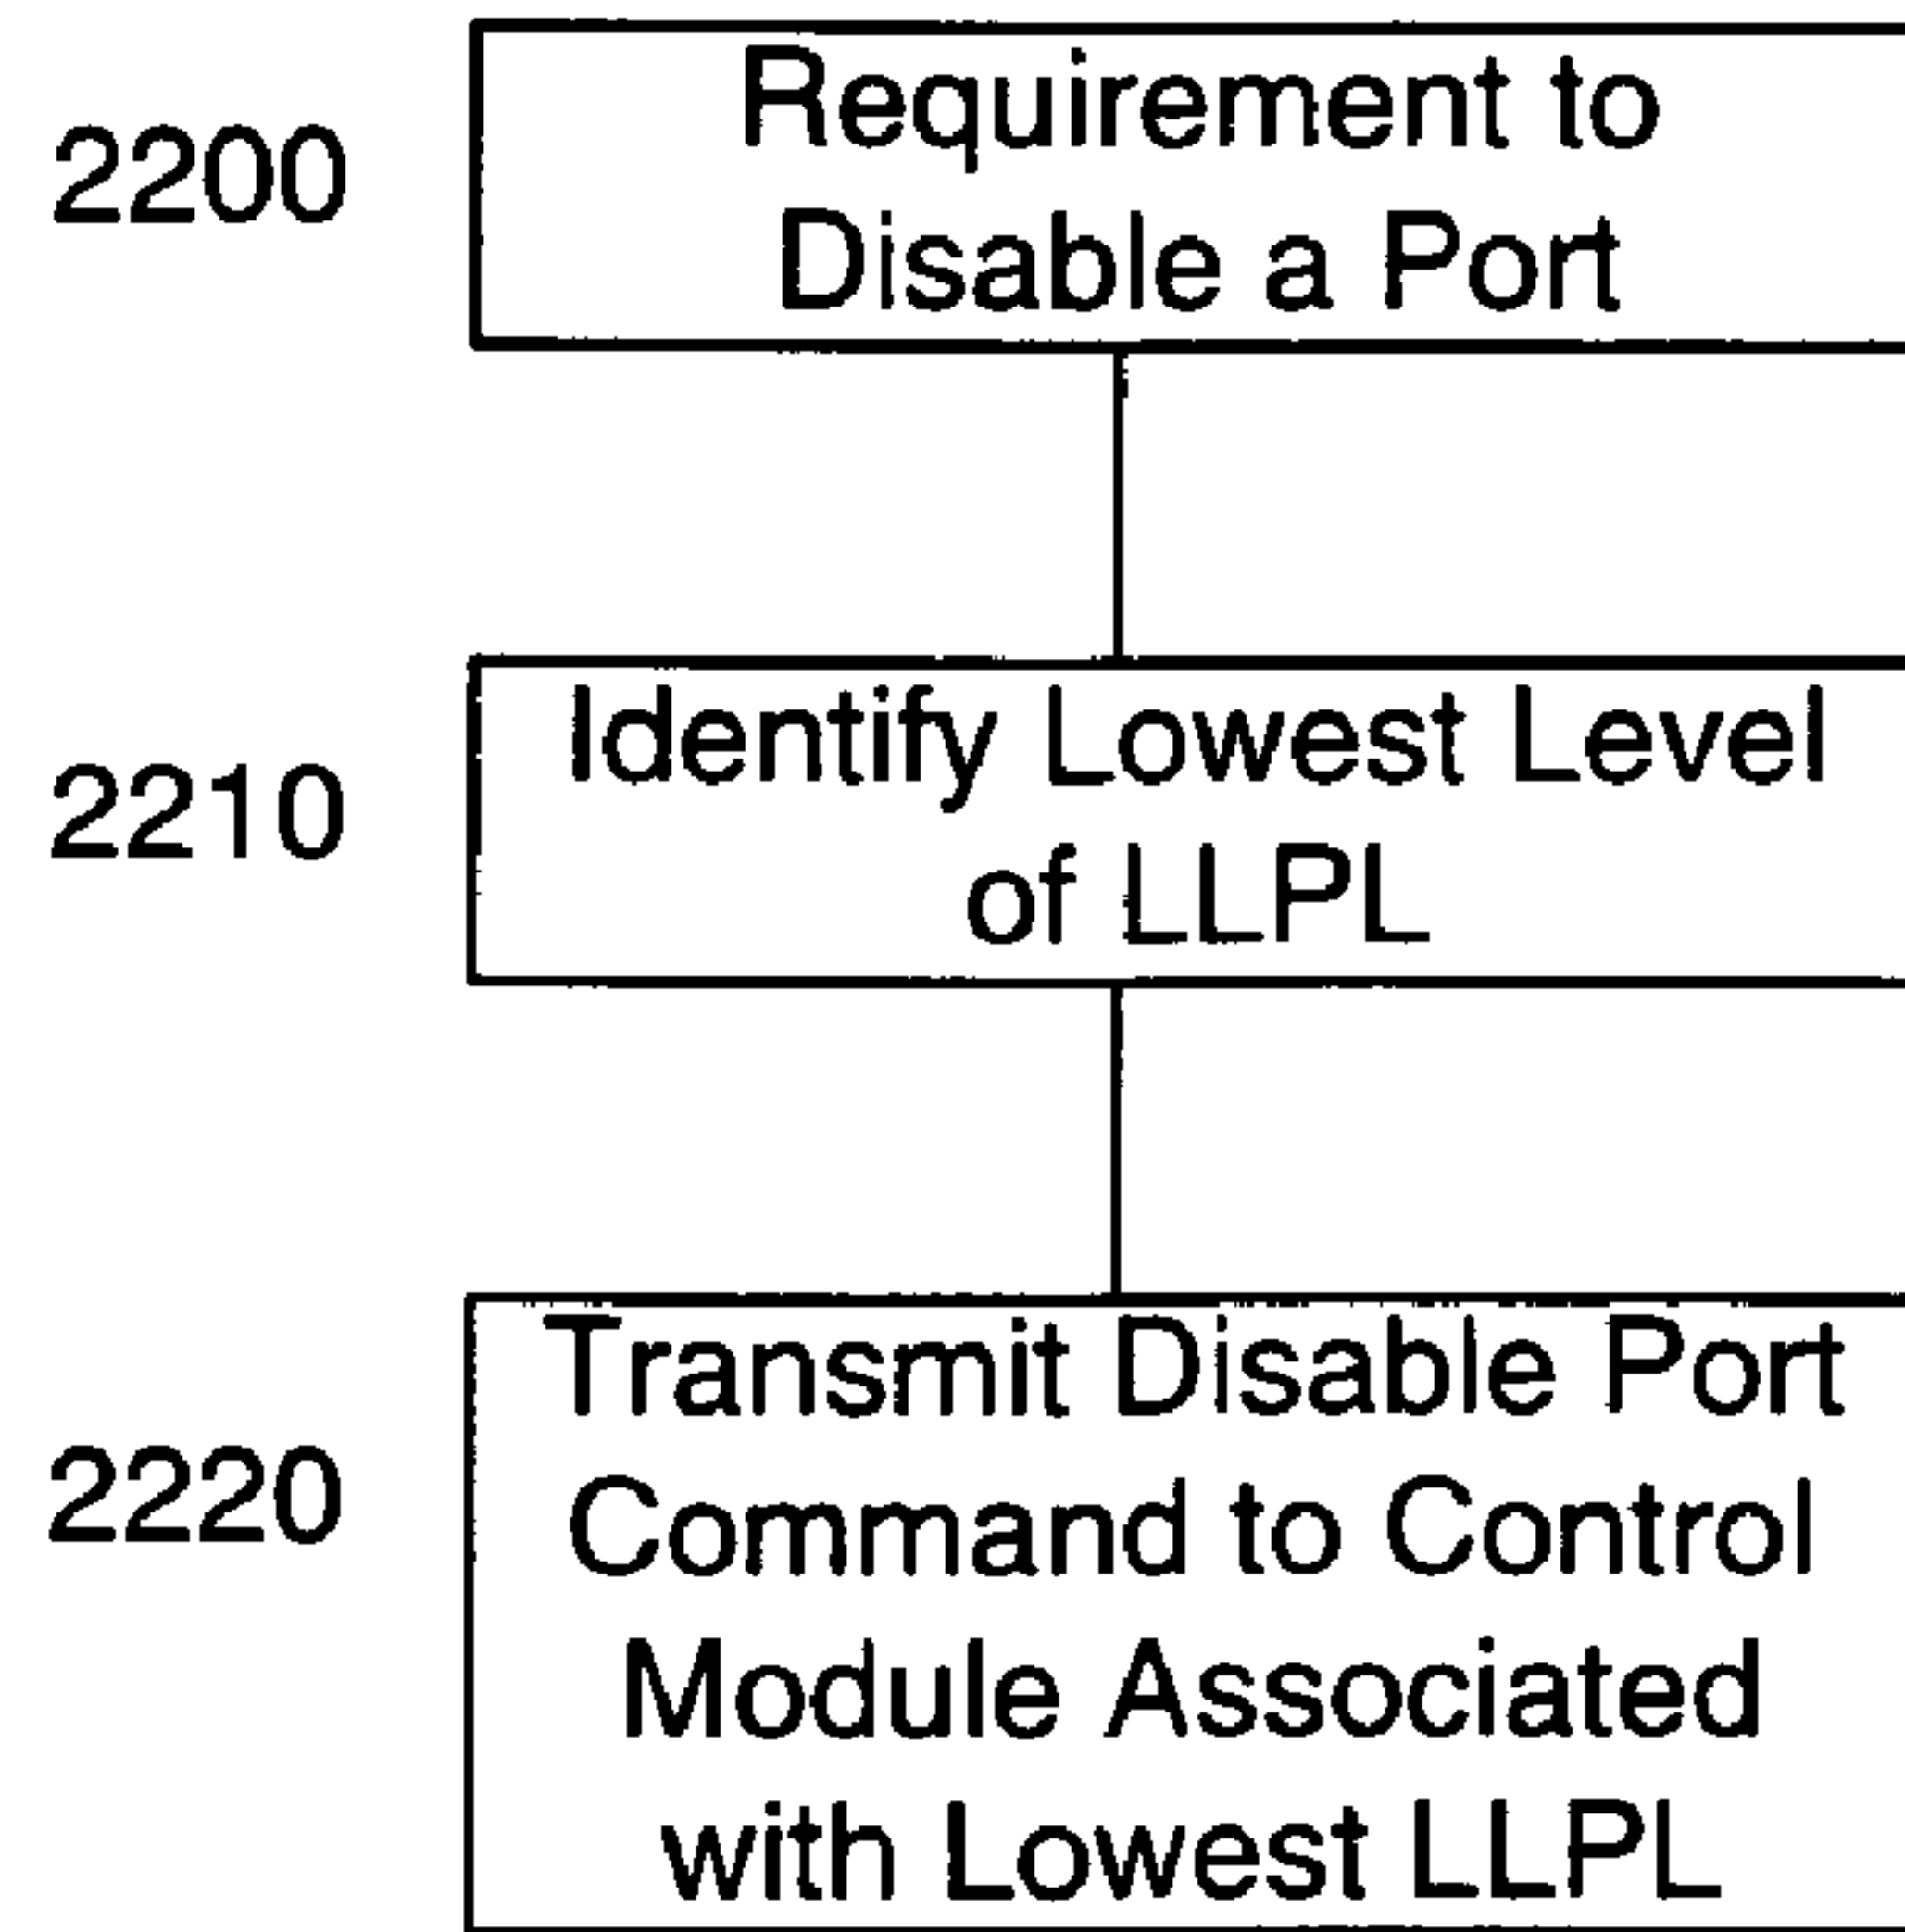 2200
Requirement to
Disable a Port
2210
Identify Lowest Level
of LLPL
2220
Transmit Disable Port
Command to Control
Module Associated
with Lowest LLPL